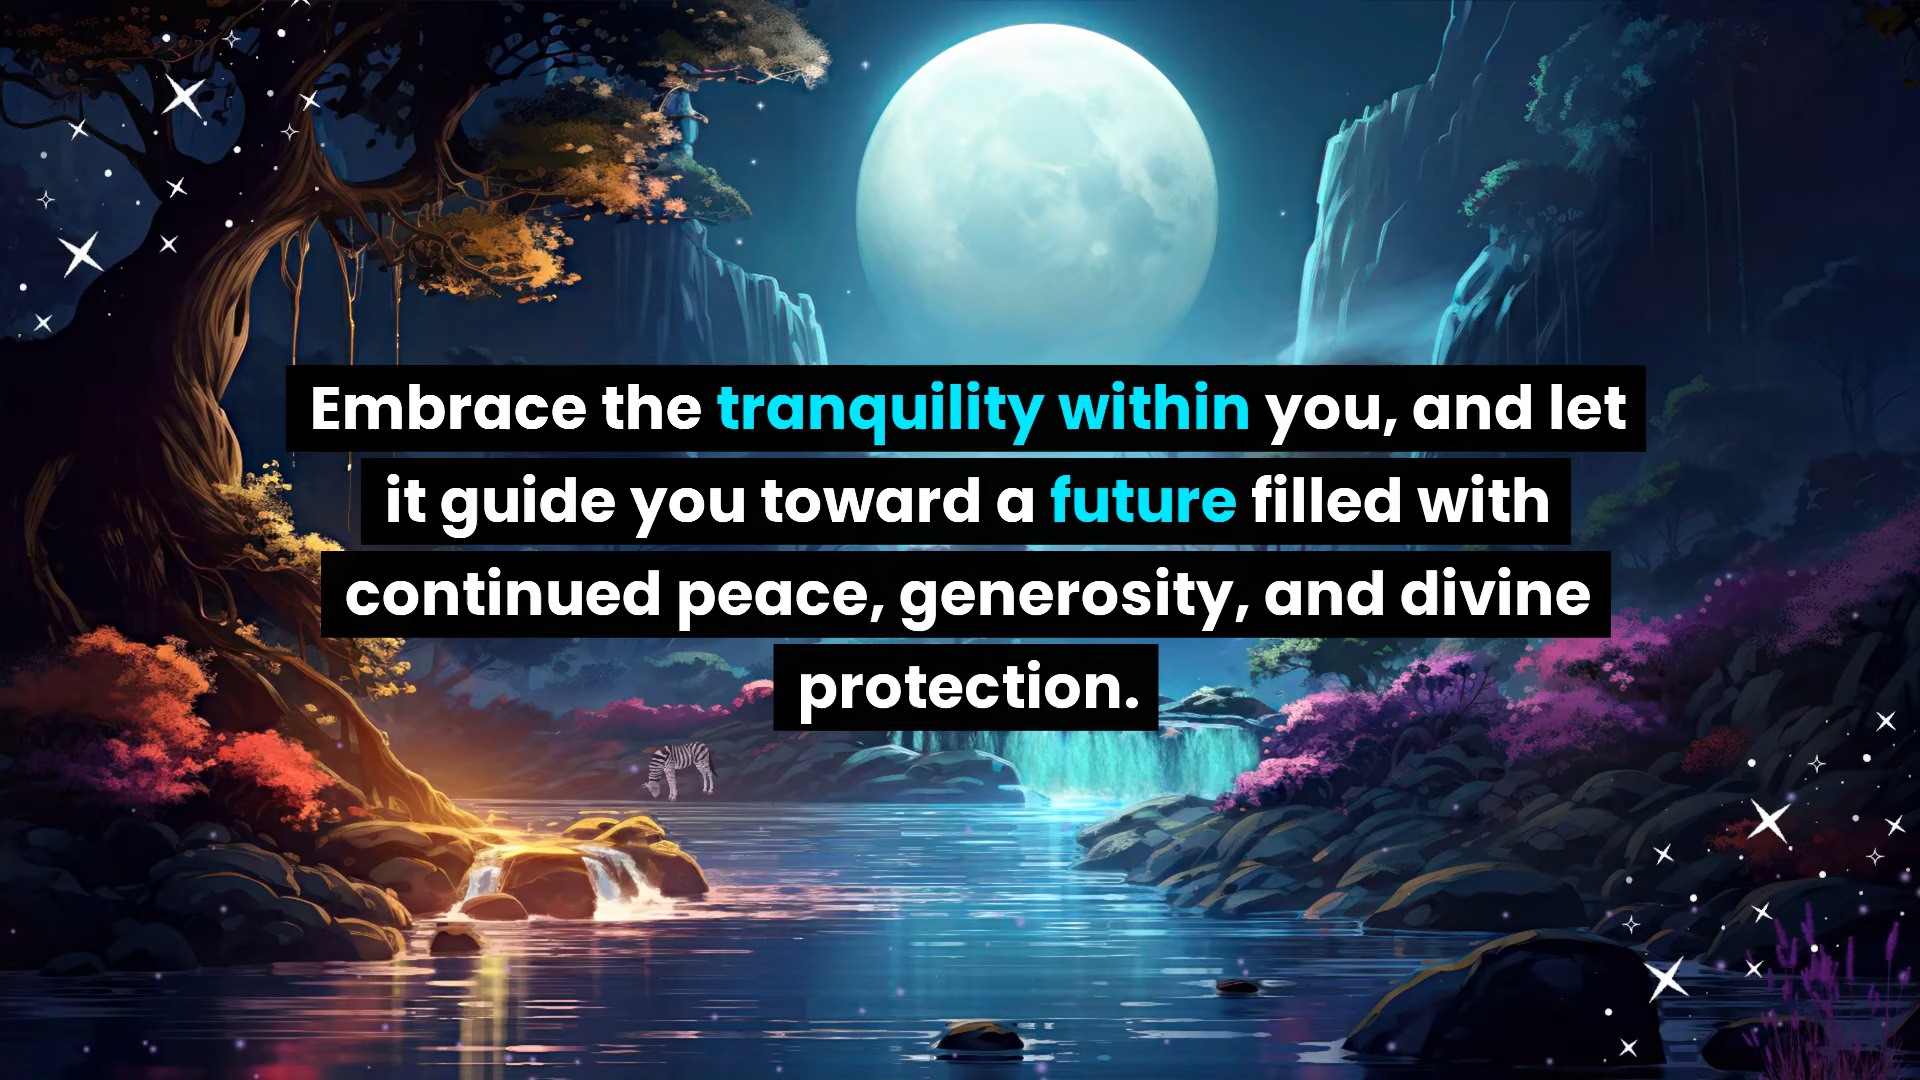 Embrace the tranquility within you, and let
it guide you toward a future filled with
continued peace, generosity, and divine
protection.